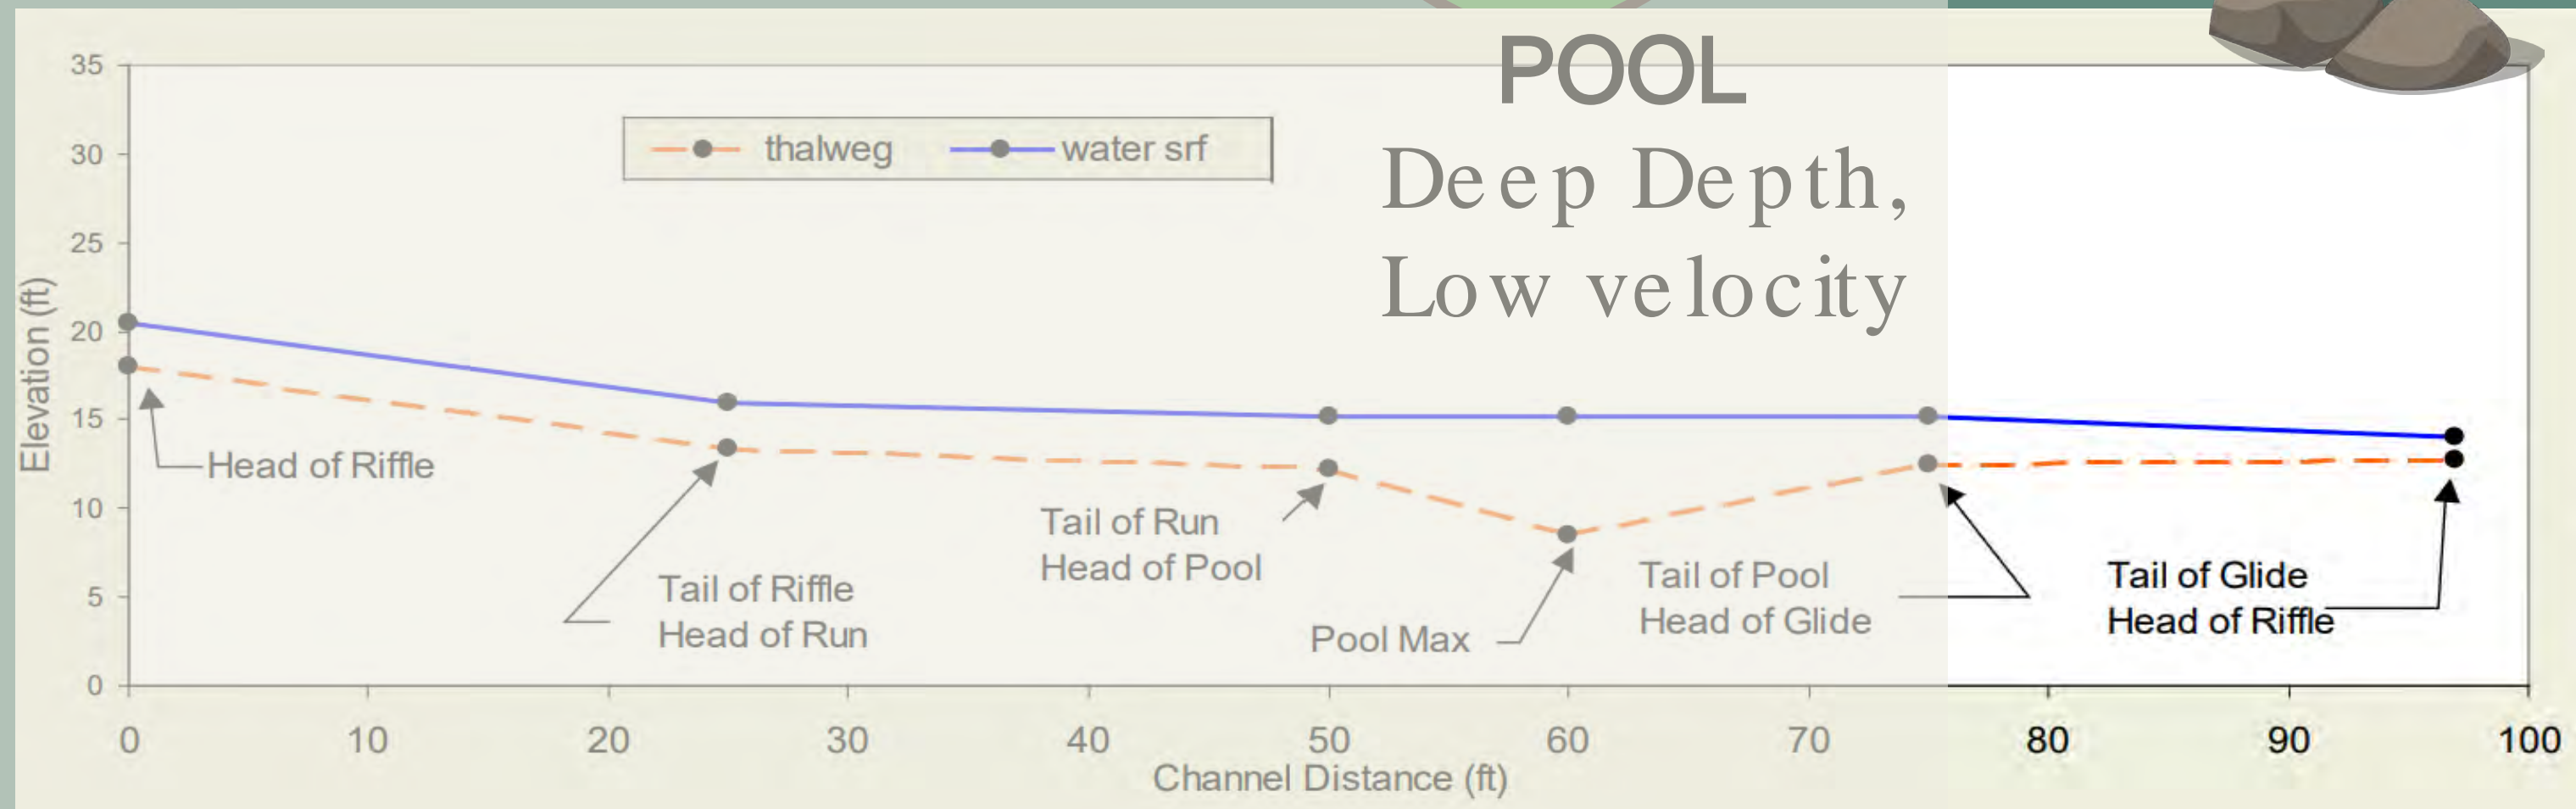 POOL
Deep Depth,
Low velocity
thalweg
water srf
35
30
25
20
15
10
5
0
Elevation (ft)
Head of Riffle
Tail of Riffle
Head of Run
Tail of Run
Head of Pool
Pool Max
Tail of Pool
Head of Glide
Tail of Glide
Head of Riffle
0 10 20 30 40 50 60 70 80 90 100
Channel Distance (ft)